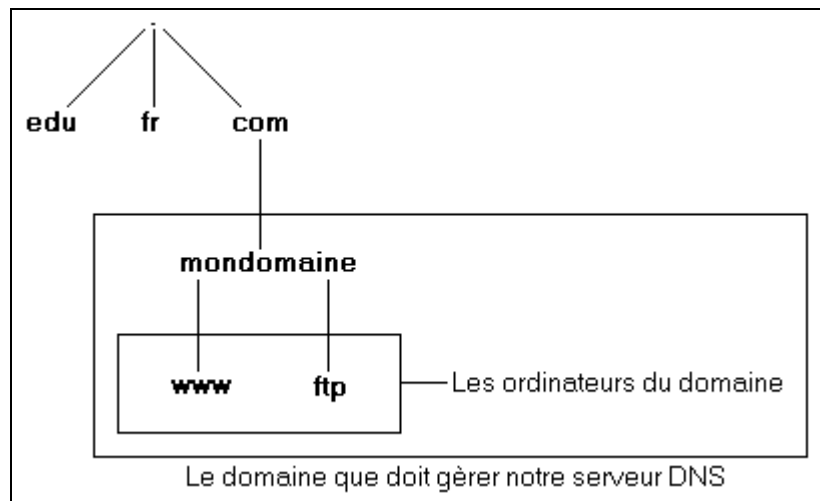 .
edu fr com
mondomaine
www ftp
Les ordinateurs du domaine
Le domaine que doit gèrer notre serveur DNS